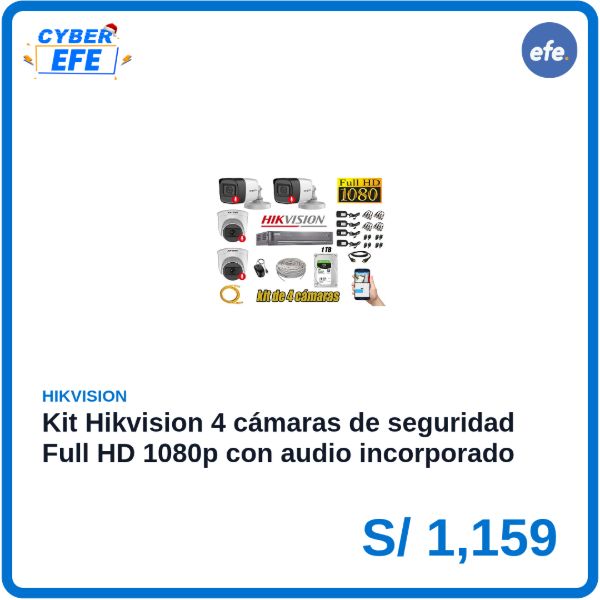 CYBER
EFE
efe.
Full HD
1080
HIKVISION
1 TB
kit de 4 cámaras
HIKVISION
Kit Hikvision 4 cámaras de seguridad
Full HD 1080p con audio incorporado
S/ 1,159